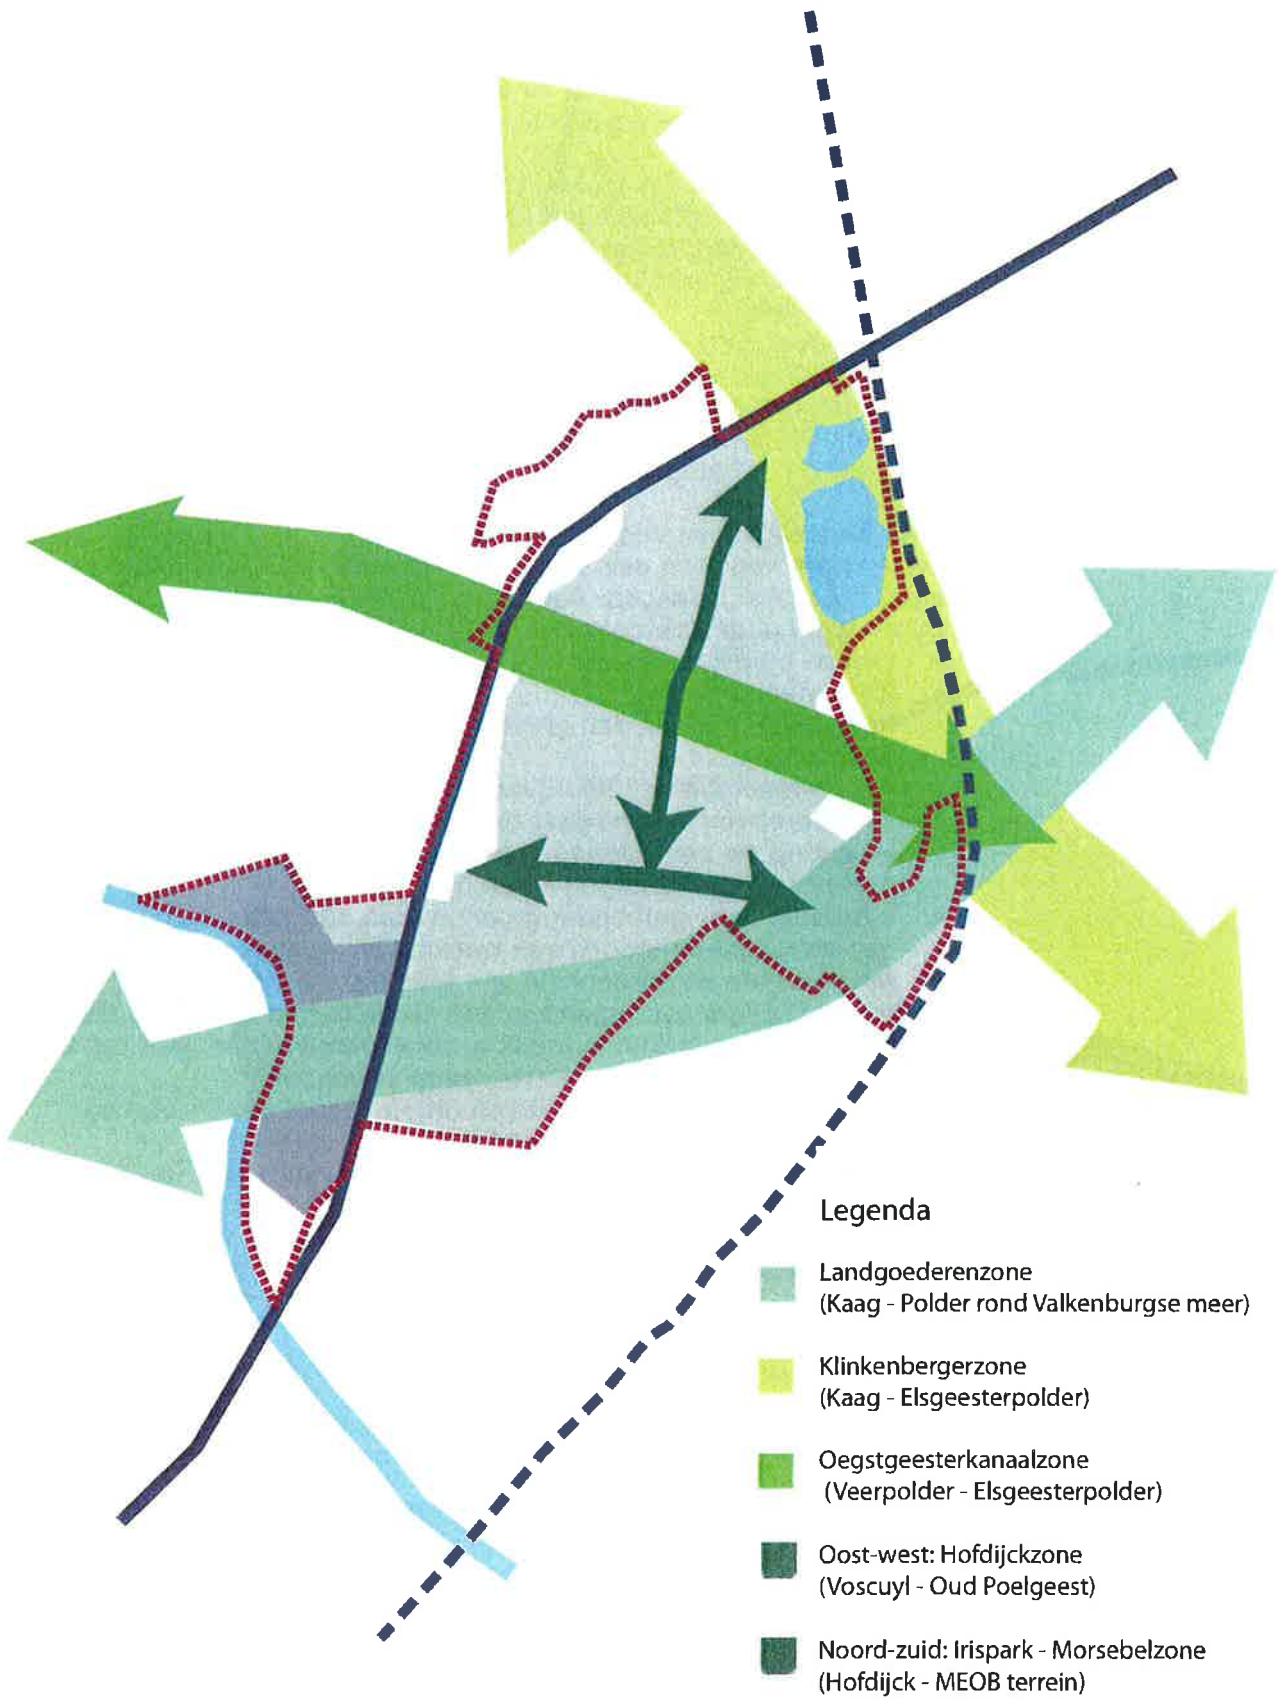 Legenda
Landgoederenzone
(Kaag - Polder rond Valkenburgse meer)
Klinkenbergerzone
(Kaag - Elsgeesterpolder)
Oegstgeesterkanaalzone
(Veerpolder - Elsgeesterpolder)
Oost-west: Hofdijckzone
(Voscuyl - Oud Poelgeest)
Noord-zuid: Irispark - Morsebelzone
(Hofdijck - MEOB terrein)